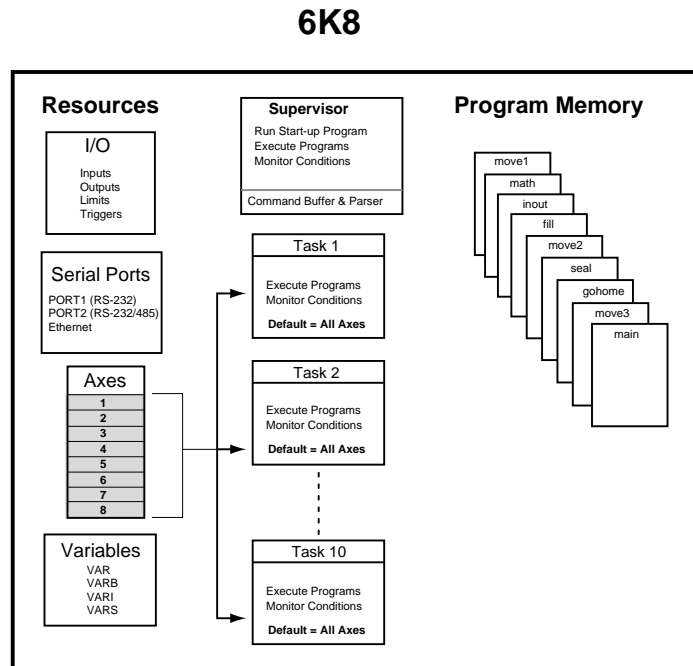 6K8
Resources
I/O
Inputs
Outputs
Limits
Triggers
Serial Ports
PORT1 (RS-232)
PORT2 (RS-232/485)
Ethernet
Axes
1
2
3
4
5
6
7
8
Variables
VAR
VARB
VARI
VARS
Supervisor
Run Start-up Program
Execute Programs
Monitor Conditions
Command Buffer & Parser
Task 1
Execute Programs
Monitor Conditions
Default = All Axes
Task 2
Execute Programs
Monitor Conditions
Default = All Axes
Task 10
Execute Programs
Monitor Conditions
Default = All Axes
Program Memory
move1
math
inout
fill
move2
seal
gohome
move3
main